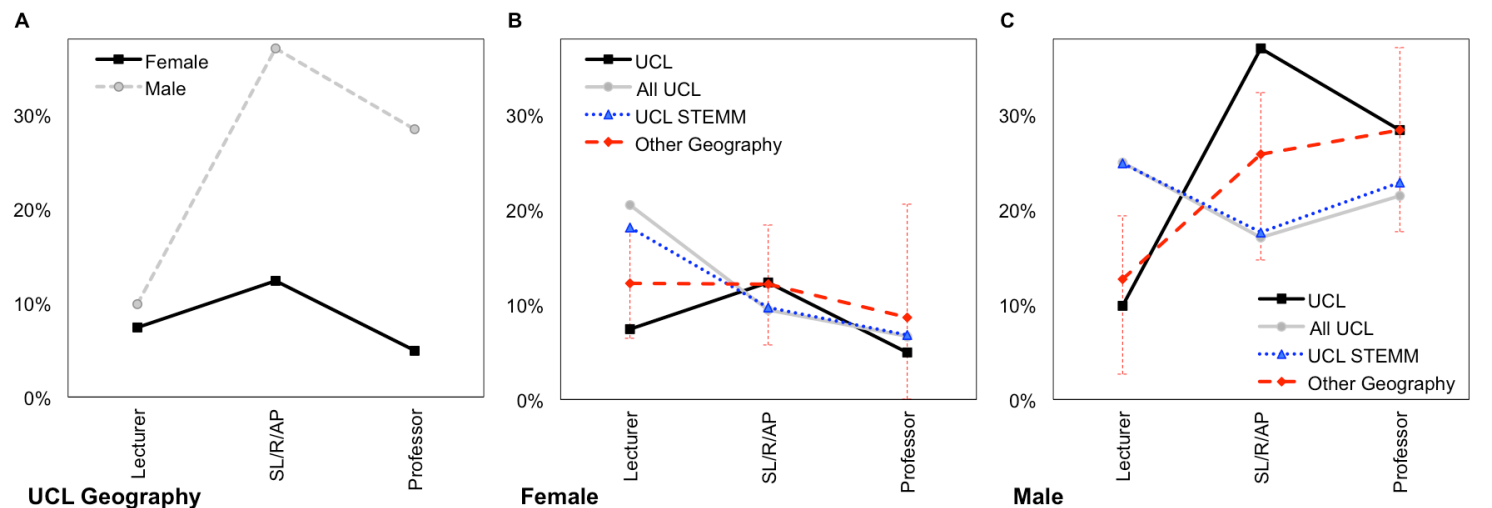 A
Female
Male
30%
20%
10%
0%
Lecturer
SL/R/AP
Professor
UCL Geography
B
UCL
All UCL
UCL STEMM
Other Geography
30%
20%
10%
0%
Lecturer
SL/R/AP
Professor
Female
C
30%
20%
10%
0%
UCL
All UCL
UCL STEMM
Other Geography
Lecturer
SL/R/AP
Professor
Male